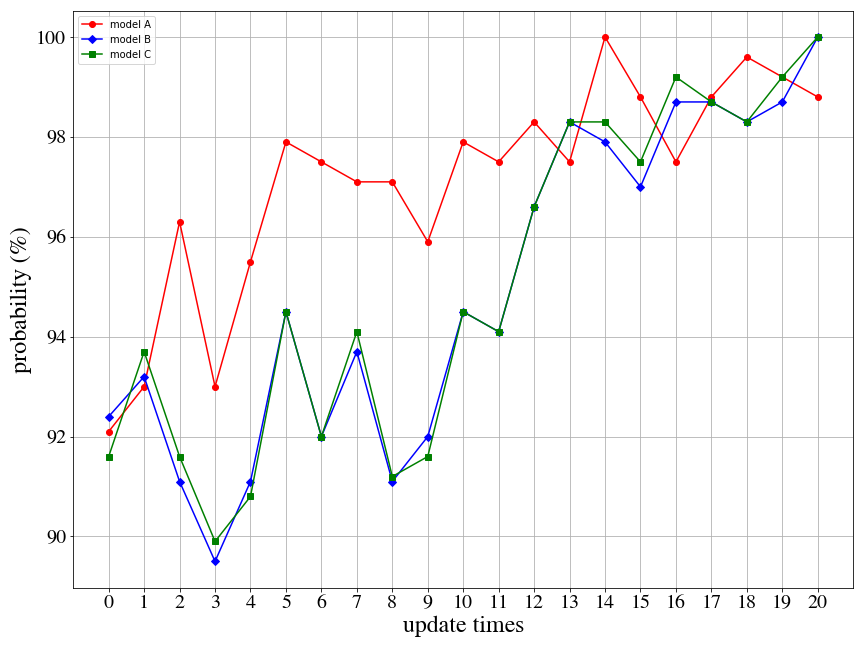 model A
model B
model C
100
98
96
94
92
90
probability (%)
0 1 2 3 4 5 6 7 8 9 10 11 12 13 14 15 16 17 18 19 20
update times